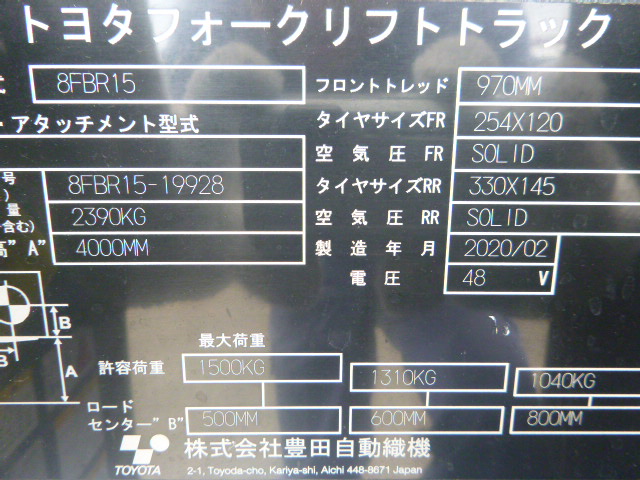 トヨタフォークリフトトラック
式 8FBR15 フロントトレッド 970MM
アタッチメント型式 タイヤサイズFR 254X120
空気圧FR SOLID
号 8FBR15-19928 タイヤサイズRR 330X145
量 2390KG 空気圧RR SOLID
含む)
高"A" 4000MM 製造年月 2020/02
電圧 48 V
B
B A
最大荷重
許容荷重 1500KG 1310KG 1040KG
ロード
センター"B" 500MM 600MM 800MM
TOYOTA 株式会社豊田自動織機
2-1, Toyoda-cho, Kariya-shi, Aichi 448-8671 Japan